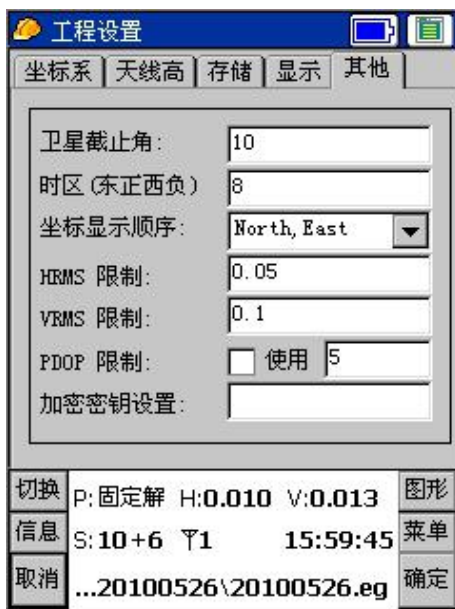 工程设置
坐标系 天线高 存储 显示 其他
卫星截止角: 10
时区(东正西负) 8
坐标显示顺序: North,East
HRMS 限制: 0.05
VRMS 限制: 0.1
PDOP 限制: 使用 5
加密密钥设置:
切换 P:固定解 H:0.010 V:0.013 图形
信息 S:10+6 1 15:59:45 菜单
取消 ...20100526\20100526.eg 确定